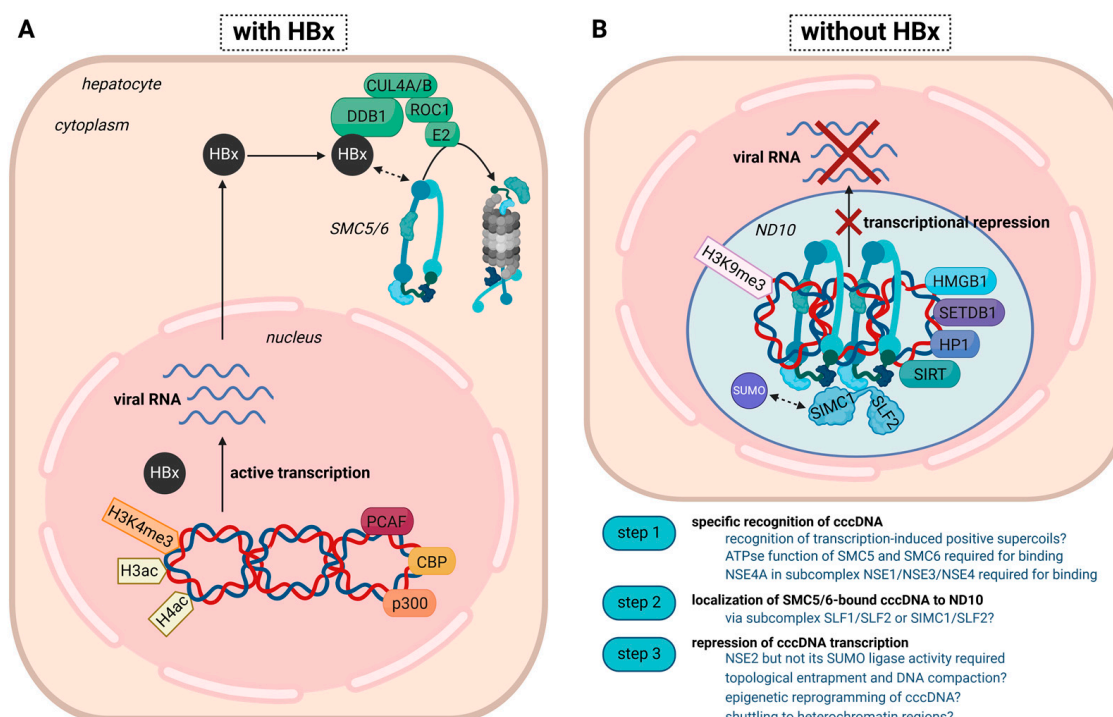 A
with HBx
hepatocyte
cytoplasm
CUL4A/B
DDB1
ROC1
E2
HBx
HBx
SMC5/6
nucleus
viral RNA
HBx
active transcription
H3K4me3
H3ac
H4ac
PCAF
CBP
p300
B
without HBx
viral RNA
ND10
transcriptional repression
H3K9me3
HMGB1
SETDB1
HP1
SIRT
SUMO
SIMC1
SLF2
step 1
specific recognition of cccDNA
recognition of transcription-induced positive supercoils?
ATPse function of SMC5 and SMC6 required for binding
NSE4A in subcomplex NSE1/NSE3/NSE4 required for binding
step 2
localization of SMC5/6-bound cccDNA to ND10
via subcomplex SLF1/SLF2 or SIMC1/SLF2?
step 3
repression of cccDNA transcription
NSE2 but not its SUMO ligase activity required
topological entrapment and DNA compaction?
epigenetic reprogramming of cccDNA?
shuttling to heterochromatin regions?